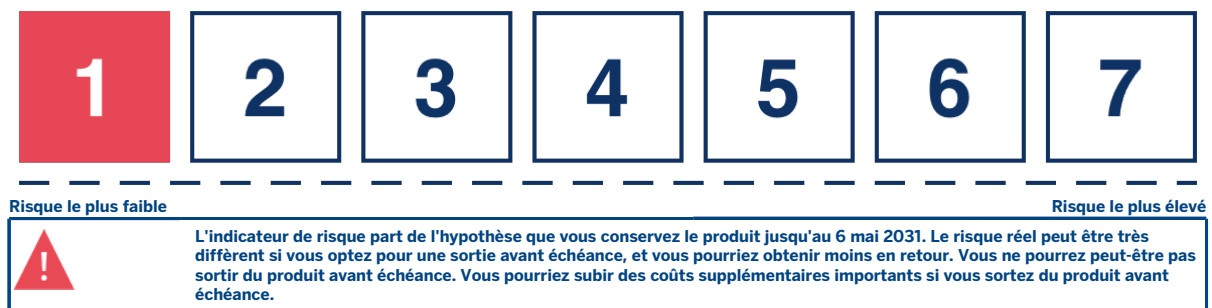 1 2 3 4 5 6 7
Risque le plus faible Risque le plus élevé
! L'indicateur de risque part de l'hypothèse que vous conservez le produit jusqu'au 6 mai 2031. Le risque réel peut être très
diffèrent si vous optez pour une sortie avant échéance, et vous pourriez obtenir moins en retour. Vous ne pourrez peut-être pas
sortir du produit avant échéance. Vous pourriez subir des coûts supplémentaires importants si vous sortez du produit avant
échéance.